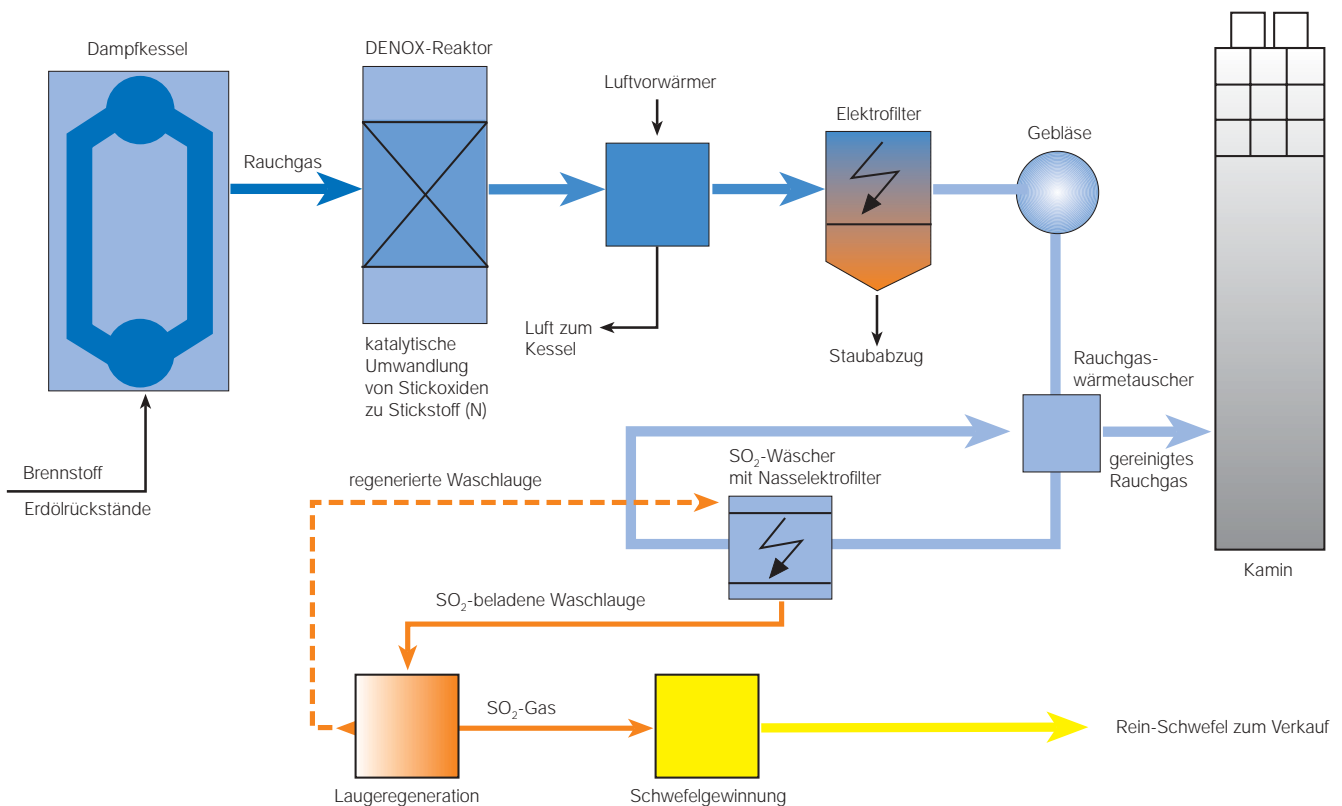 Dampfkessel
DENOX-Reaktor
Luftvorwärmer
Elektrofilter
Gebläse
Rauchgas
Luft zum
Kessel
Staubabzug
katalytische
Umwandlung
von Stickoxiden
zu Stickstoff (N)
Rauchgas-
wärmetauscher
Brennstoff
Erdölrückstände
regenerierte Waschlauge
SO₂-Wäscher
mit Nasselektrofilter
gereinigtes
Rauchgas
Kamin
SO₂-beladene Waschlauge
SO₂-Gas
Rein-Schwefel zum Verkauf
Laugeregeneration
Schwefelgewinnung